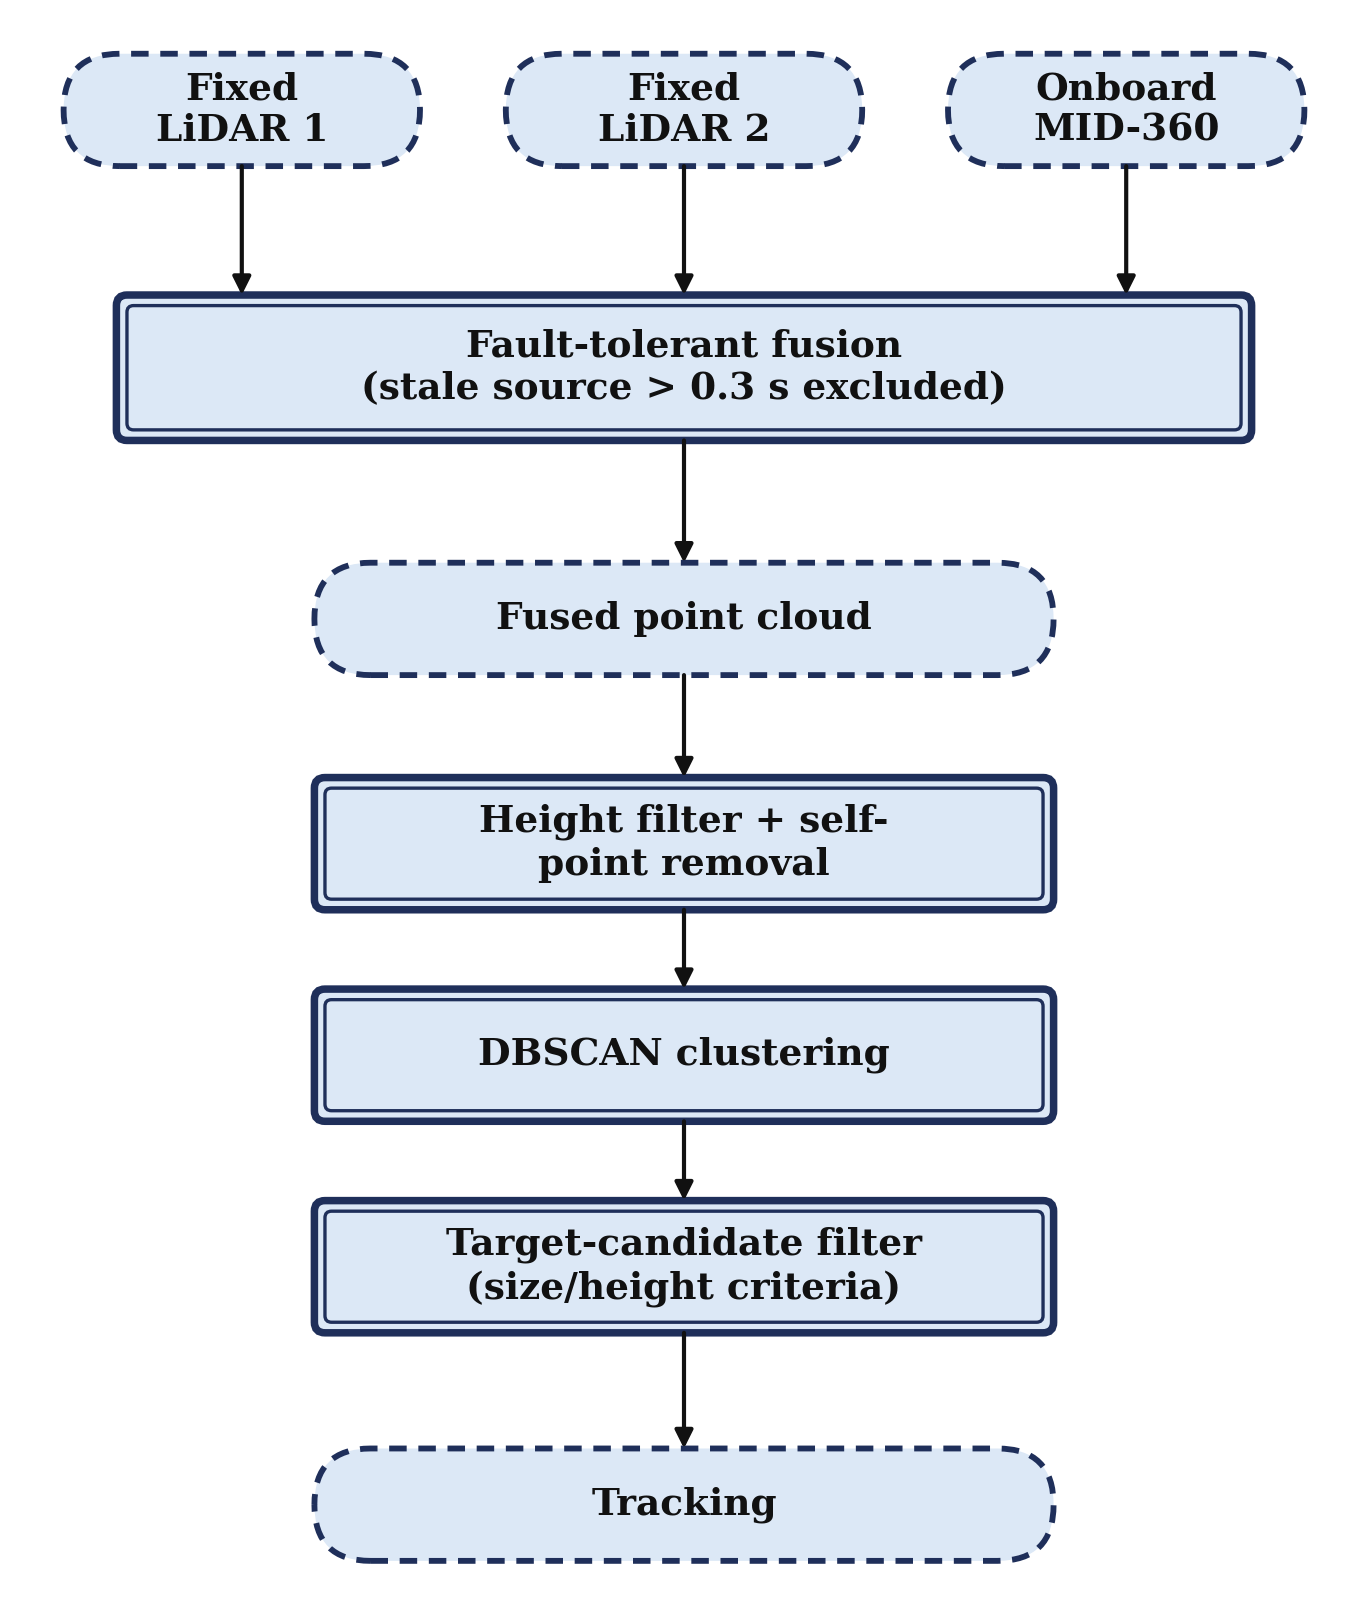 Fixed
LiDAR 1
Fixed
LiDAR 2
Onboard
MID-360
Fault-tolerant fusion
(stale source > 0.3 s excluded)
Fused point cloud
Height filter + self-
point removal
DBSCAN clustering
Target-candidate filter
(size/height criteria)
Tracking